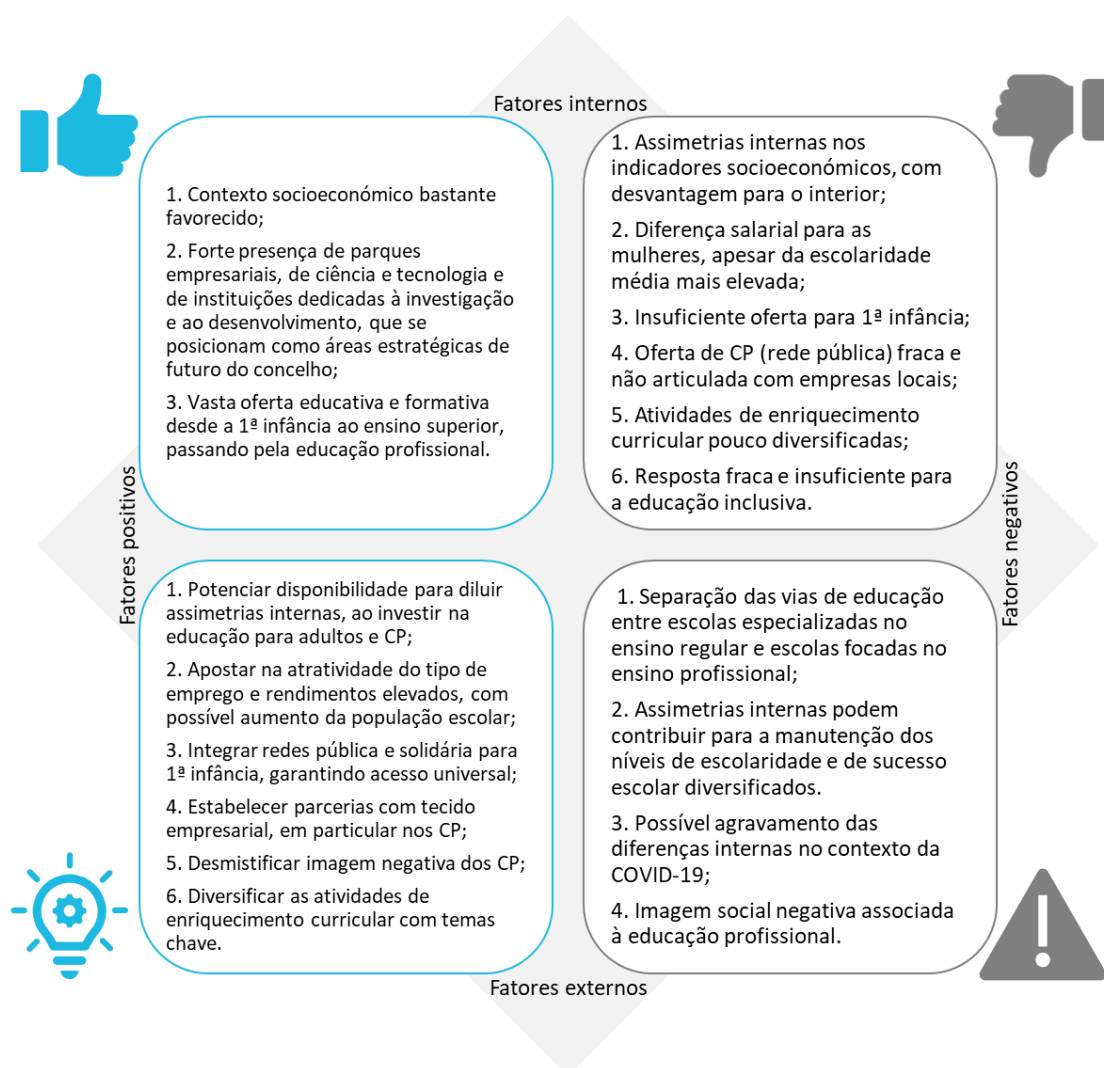 Fatores internos
1. Contexto socioeconómico bastante
favorecido;
2. Forte presença de parques
empresariais, de ciência e tecnologia e
de instituições dedicadas à investigação
e ao desenvolvimento, que se
posicionam como áreas estratégicas de
futuro do concelho;
3. Vasta oferta educativa e formativa
desde a 1ª infância ao ensino superior,
passando pela educação profissional.
1. Assimetrias internas nos
indicadores socioeconómicos, com
desvantagem para o interior;
2. Diferença salarial para as
mulheres, apesar da escolaridade
média mais elevada;
3. Insuficiente oferta para 1ª infância;
4. Oferta de CP (rede pública) fraca e
não articulada com empresas locais;
5. Atividades de enriquecimento
curricular pouco diversificadas;
6. Resposta fraca e insuficiente para
a educação inclusiva.
Fatores positivos
Fatores negativos
1. Potenciar disponibilidade para diluir
assimetrias internas, ao investir na
educação para adultos e CP;
2. Apostar na atratividade do tipo de
emprego e rendimentos elevados, com
possível aumento da população escolar;
3. Integrar redes pública e solidária para
1ª infância, garantindo acesso universal;
4. Estabelecer parcerias com tecido
empresarial, em particular nos CP;
5. Desmistificar imagem negativa dos CP;
6. Diversificar as atividades de
enriquecimento curricular com temas
chave.
1. Separação das vias de educação
entre escolas especializadas no
ensino regular e escolas focadas no
ensino profissional;
2. Assimetrias internas podem
contribuir para a manutenção dos
níveis de escolaridade e de sucesso
escolar diversificados.
3. Possível agravamento das
diferenças internas no contexto da
COVID-19;
4. Imagem social negativa associada
à educação profissional.
Fatores externos